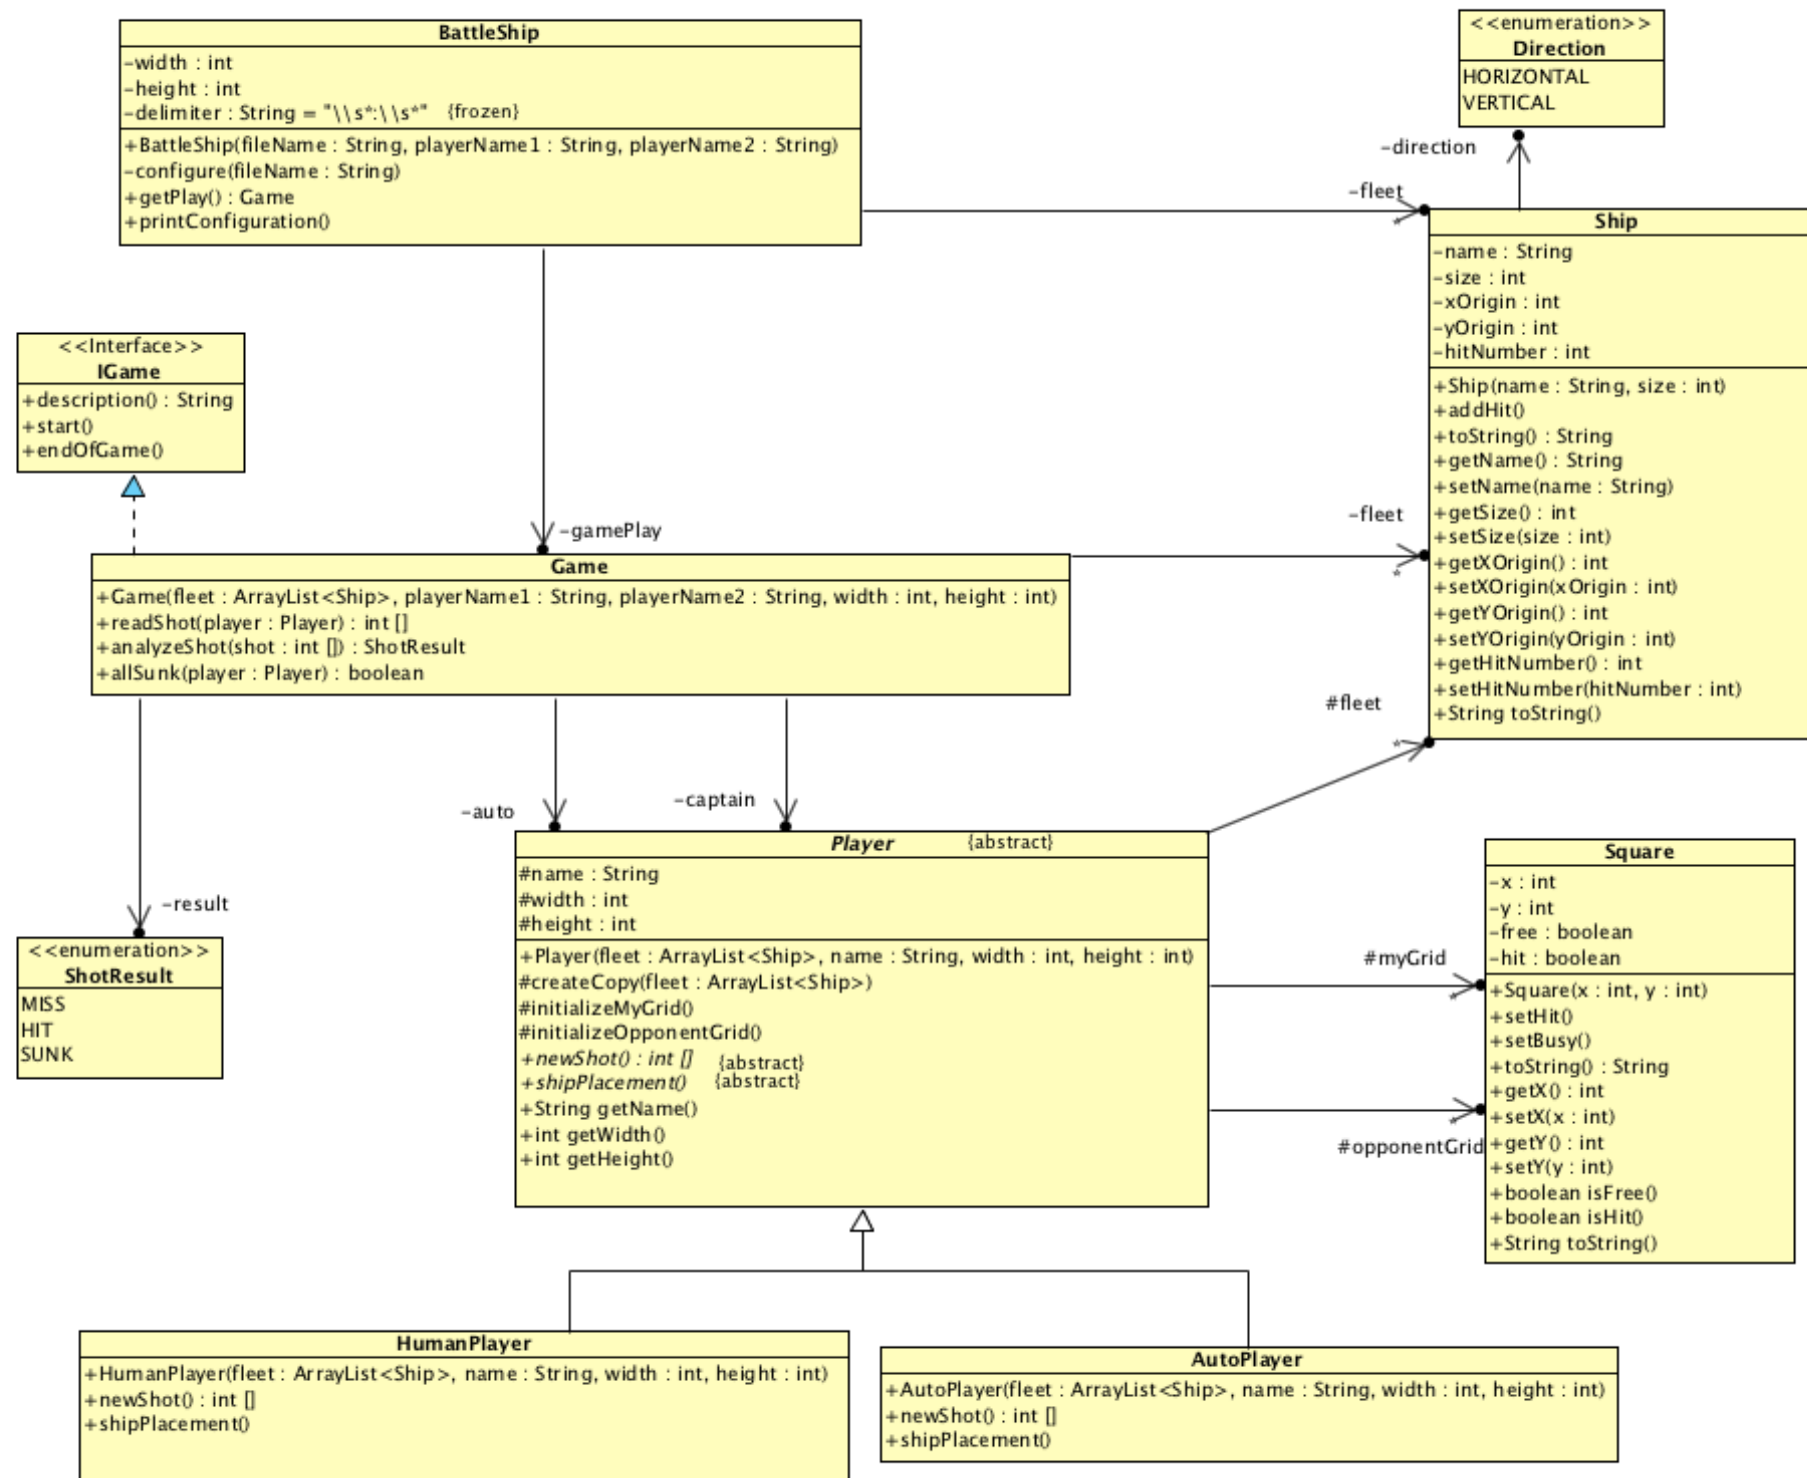 BattleShip
-width : int
-height : int
-delimiter : String = "\\s*:\\s*" {frozen}
+BattleShip(fileName : String, playerName1 : String, playerName2 : String)
-configure(fileName : String)
+getPlay() : Game
+printConfiguration()
<<enumeration>>
Direction
HORIZONTAL
VERTICAL
-direction
-fleet
*
Ship
-name : String
-size : int
-xOrigin : int
-yOrigin : int
-hitNumber : int
+Ship(name : String, size : int)
+addHit()
+toString() : String
+getName() : String
+setName(name : String)
+getSize() : int
+setSize(size : int)
+getXOrigin() : int
+setXOrigin(xOrigin : int)
+getYOrigin() : int
+setYOrigin(yOrigin : int)
+getHitNumber() : int
+setHitNumber(hitNumber : int)
+String toString()
<<Interface>>
IGame
+description() : String
+start()
+endOfGame()
-gamePlay
-fleet
*
Game
+Game(fleet : ArrayList<Ship>, playerName1 : String, playerName2 : String, width : int, height : int)
+readShot(player : Player) : int []
+analyzeShot(shot : int []) : ShotResult
+allSunk(player : Player) : boolean
#fleet
*
-auto
-captain
-result
<<enumeration>>
ShotResult
MISS
HIT
SUNK
Player {abstract}
#name : String
#width : int
#height : int
+Player(fleet : ArrayList<Ship>, name : String, width : int, height : int)
#createCopy(fleet : ArrayList<Ship>)
#initializeMyGrid()
#initializeOpponentGrid()
+newShot() : int [] {abstract}
+shipPlacement() {abstract}
+String getName()
+int getWidth()
+int getHeight()
#myGrid
*
#opponentGrid
*
Square
-x : int
-y : int
-free : boolean
-hit : boolean
+Square(x : int, y : int)
+setHit()
+setBusy()
+toString() : String
+getX() : int
+setX(x : int)
+getY() : int
+setY(y : int)
+boolean isFree()
+boolean isHit()
+String toString()
HumanPlayer
+HumanPlayer(fleet : ArrayList<Ship>, name : String, width : int, height : int)
+newShot() : int []
+shipPlacement()
AutoPlayer
+AutoPlayer(fleet : ArrayList<Ship>, name : String, width : int, height : int)
+newShot() : int []
+shipPlacement()